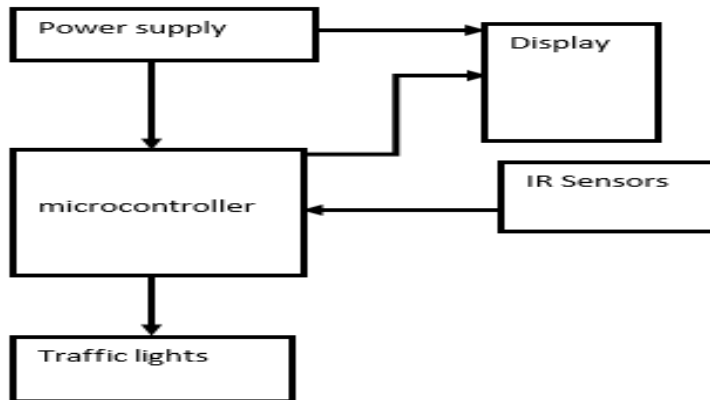 Power supply
Display
microcontroller
IR Sensors
Traffic lights